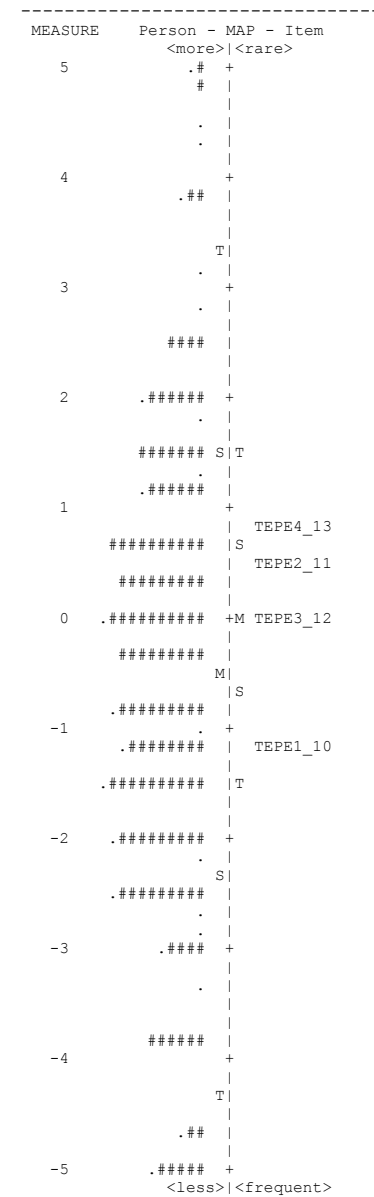 --------------------------------
MEASURE Person - MAP - Item
<more>|<rare>
5 .# +
# |
|
. |
. |
|
4 +
.## |
|
|
T|
. |
3 +
. |
|
#### |
|
|
2 .###### +
. |
|
####### S|T
. |
.###### |
1 +
| TEPE4_13
########## |S
| TEPE2_11
######### |
|
0 .########## +M TEPE3_12
|
######### |
M|
|S
.######### |
-1 . +
.######## | TEPE1_10
|
.########## |T
|
|
-2 .######### +
. |
S|
.######### |
. |
. |
-3 .#### +
|
. |
|
|
###### |
-4 +
|
T|
|
.## |
|
-5 .##### +
<less>|<frequent>